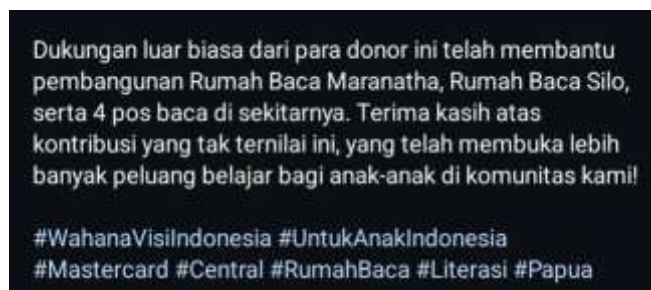 Dukungan luar biasa dari para donor ini telah membantu
pembangunan Rumah Baca Maranatha, Rumah Baca Silo,
serta 4 pos baca di sekitarnya. Terima kasih atas
kontribusi yang tak ternilai ini, yang telah membuka lebih
banyak peluang belajar bagi anak-anak di komunitas kami!
#WahanaVisiIndonesia #UntukAnakIndonesia
#Mastercard #Central #RumahBaca #Literasi #Papua